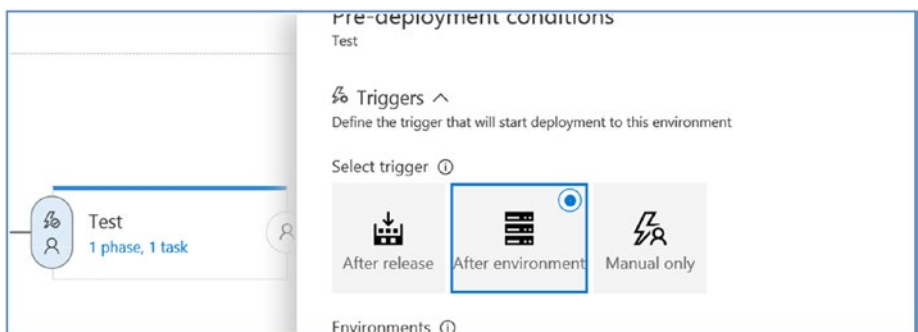 Pre-deployment conditions
Test
Triggers
Define the trigger that will start deployment to this environment
Select trigger
Test
1 phase, 1 task
After release
After environment
Manual only
Environments